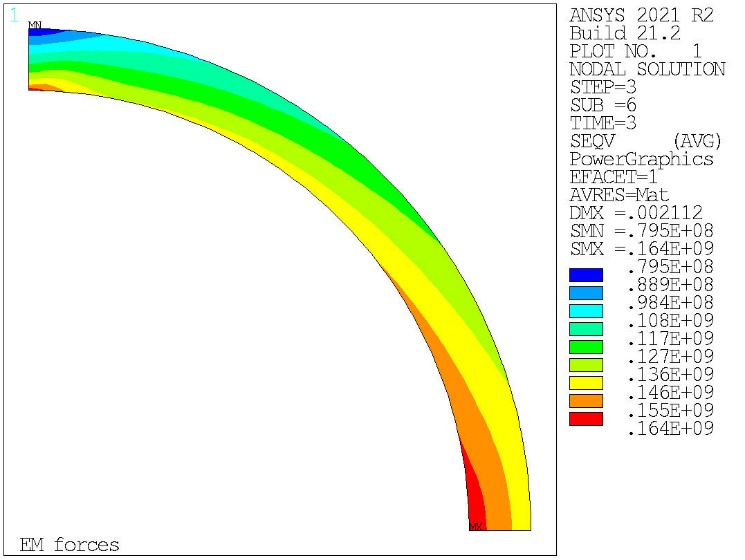 1
MN
ANSYS 2021 R2
Build 21.2
PLOT NO. 1
NODAL SOLUTION
STEP=3
SUB =6
TIME=3
SEQV (AVG)
PowerGraphics
EFACET=1
AVRES=Mat
DMX =.002112
SMN =.795E+08
SMX =.164E+09
.795E+08
.889E+08
.984E+08
.108E+09
.117E+09
.127E+09
.136E+09
.146E+09
.155E+09
.164E+09
MX
EM forces